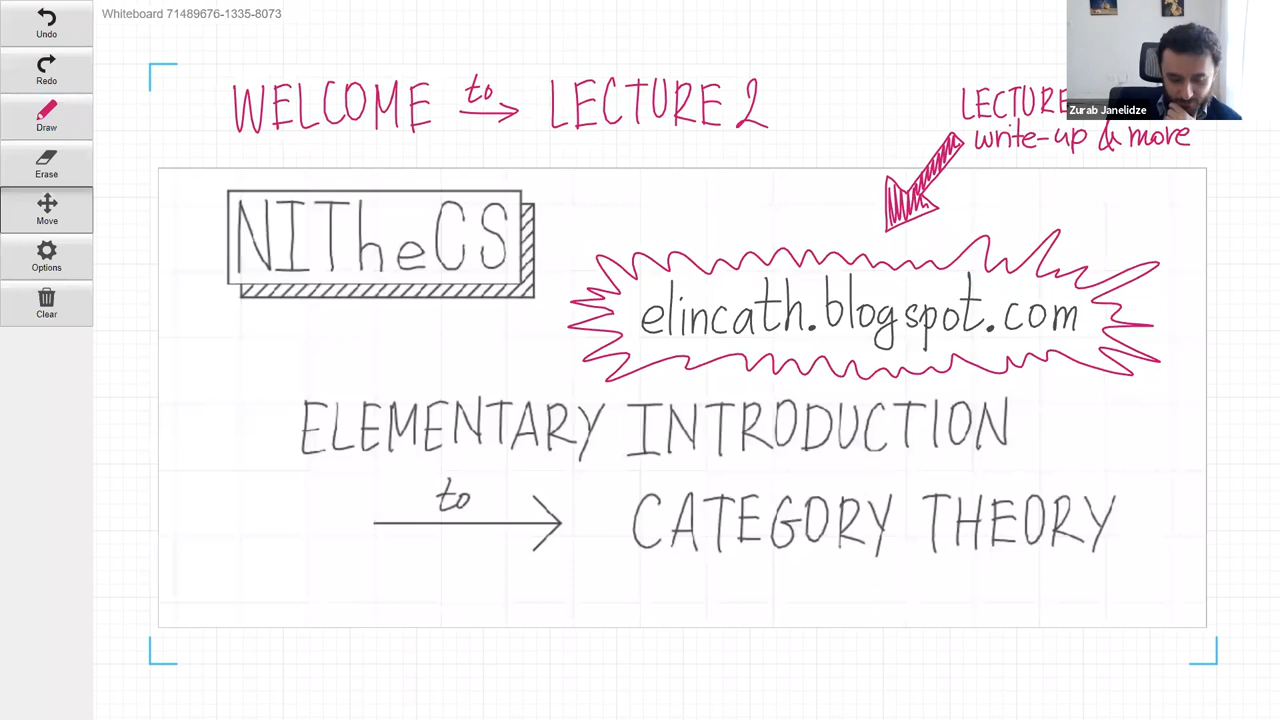 Whiteboard 71489676-1335-8073
Undo
Redo
Draw
Erase
Move
Options
Clear
WELCOME to LECTURE 2
LECTURE
Zurab Janelidze
write-up & more
NITheCS
elincath.blogspot.com
ELEMENTARY INTRODUCTION
to CATEGORY THEORY